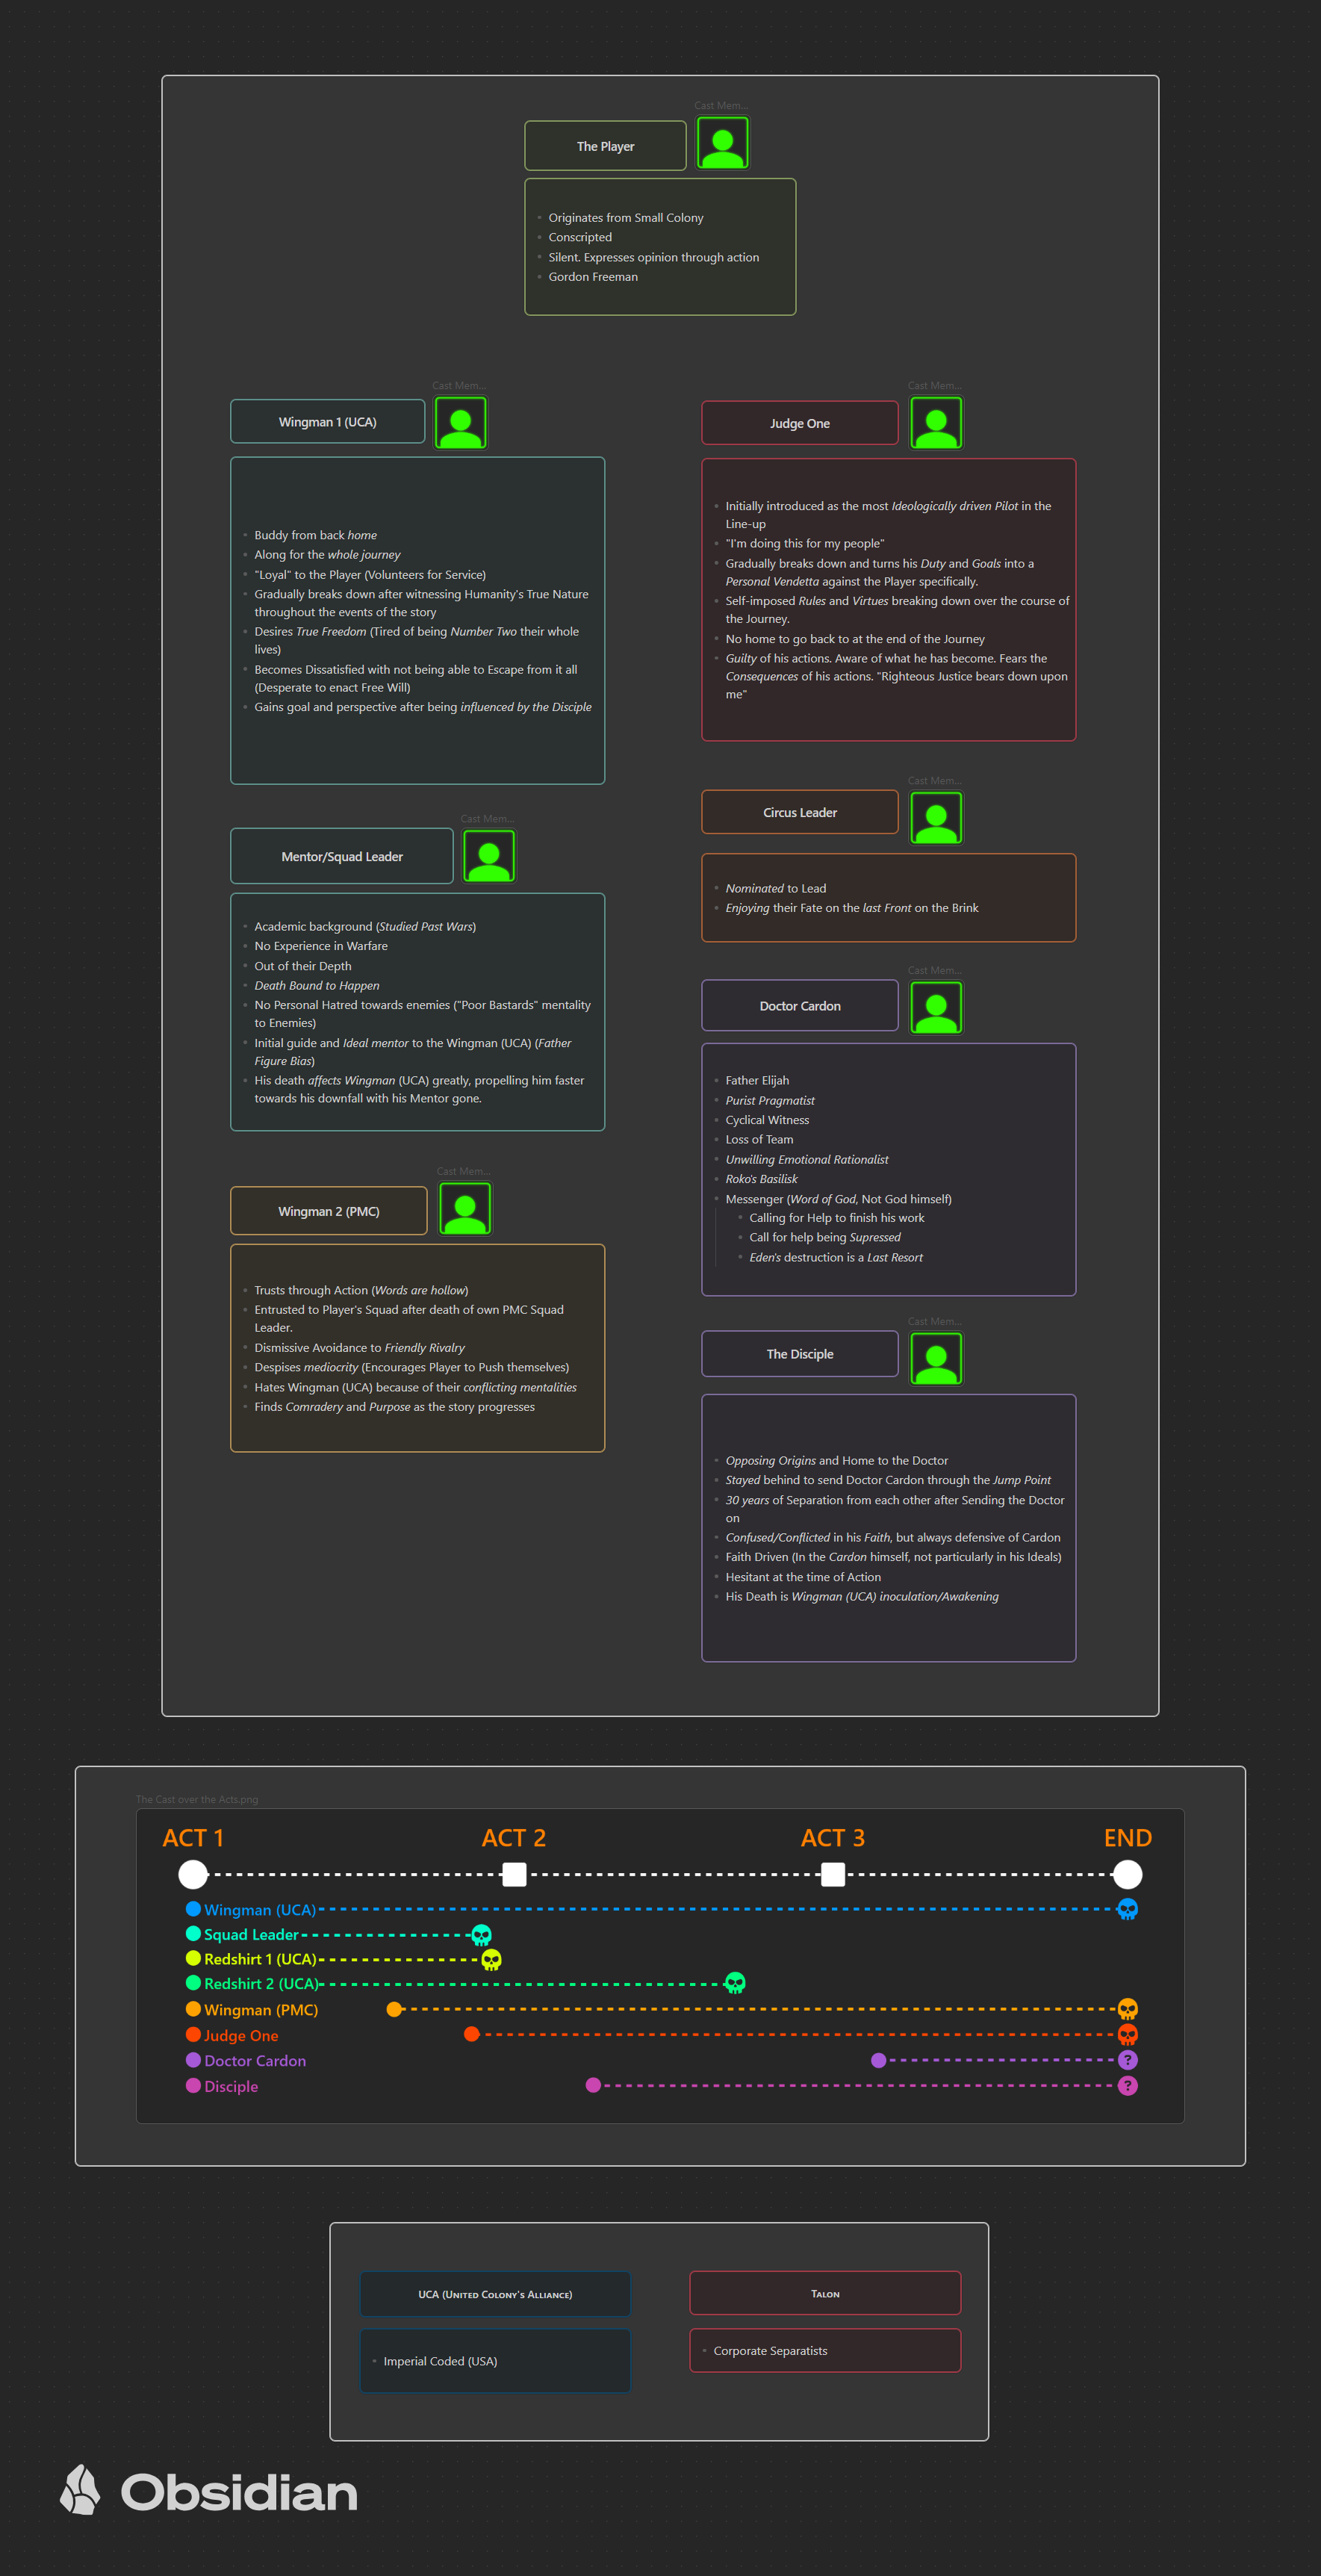 Cast Mem...
The Player
Originates from Small Colony
Conscripted
Silent. Expresses opinion through action
Gordon Freeman
Cast Mem...
Wingman 1 (UCA)
Buddy from back home
Along for the whole journey
"Loyal" to the Player (Volunteers for Service)
Gradually breaks down after witnessing Humanity's True Nature
throughout the events of the story
Desires True Freedom (Tired of being Number Two their whole
lives)
Becomes Dissatisfied with not being able to Escape from it all
(Desperate to enact Free Will)
Gains goal and perspective after being influenced by the Disciple
Cast Mem...
Mentor/Squad Leader
Academic background (Studied Past Wars)
No Experience in Warfare
Out of their Depth
Death Bound to Happen
No Personal Hatred towards enemies ("Poor Bastards" mentality
to Enemies)
Initial guide and Ideal mentor to the Wingman (UCA) (Father
Figure Bias)
His death affects Wingman (UCA) greatly, propelling him faster
towards his downfall with his Mentor gone.
Cast Mem...
Wingman 2 (PMC)
Trusts through Action (Words are hollow)
Entrusted to Player's Squad after death of own PMC Squad
Leader.
Dismissive Avoidance to Friendly Rivalry
Despises mediocrity (Encourages Player to Push themselves)
Hates Wingman (UCA) because of their conflicting mentalities
Finds Comradery and Purpose as the story progresses
Cast Mem...
Judge One
Initially introduced as the most Ideologically driven Pilot in the
Line-up
"I'm doing this for my people"
Gradually breaks down and turns his Duty and Goals into a
Personal Vendetta against the Player specifically.
Self-imposed Rules and Virtues breaking down over the course of
the Journey.
No home to go back to at the end of the Journey
Guilty of his actions. Aware of what he has become. Fears the
Consequences of his actions. "Righteous Justice bears down upon
me"
Cast Mem...
Circus Leader
Nominated to Lead
Enjoying their Fate on the last Front on the Brink
Cast Mem...
Doctor Cardon
Father Elijah
Purist Pragmatist
Cyclical Witness
Loss of Team
Unwilling Emotional Rationalist
Roko's Basilisk
Messenger (Word of God, Not God himself)
Calling for Help to finish his work
Call for help being Supressed
Eden's destruction is a Last Resort
Cast Mem...
The Disciple
Opposing Origins and Home to the Doctor
Stayed behind to send Doctor Cardon through the Jump Point
30 years of Separation from each other after Sending the Doctor
on
Confused/Conflicted in his Faith, but always defensive of Cardon
Faith Driven (In the Cardon himself, not particularly in his Ideals)
Hesitant at the time of Action
His Death is Wingman (UCA) inoculation/Awakening
The Cast over the Acts.png
ACT 1 ACT 2 ACT 3 END
Wingman (UCA)
Squad Leader
Redshirt 1 (UCA)
Redshirt 2 (UCA)
Wingman (PMC)
Judge One
Doctor Cardon ?
Disciple ?
UCA (United Colony's Alliance)
Imperial Coded (USA)
Talon
Corporate Separatists
Obsidian